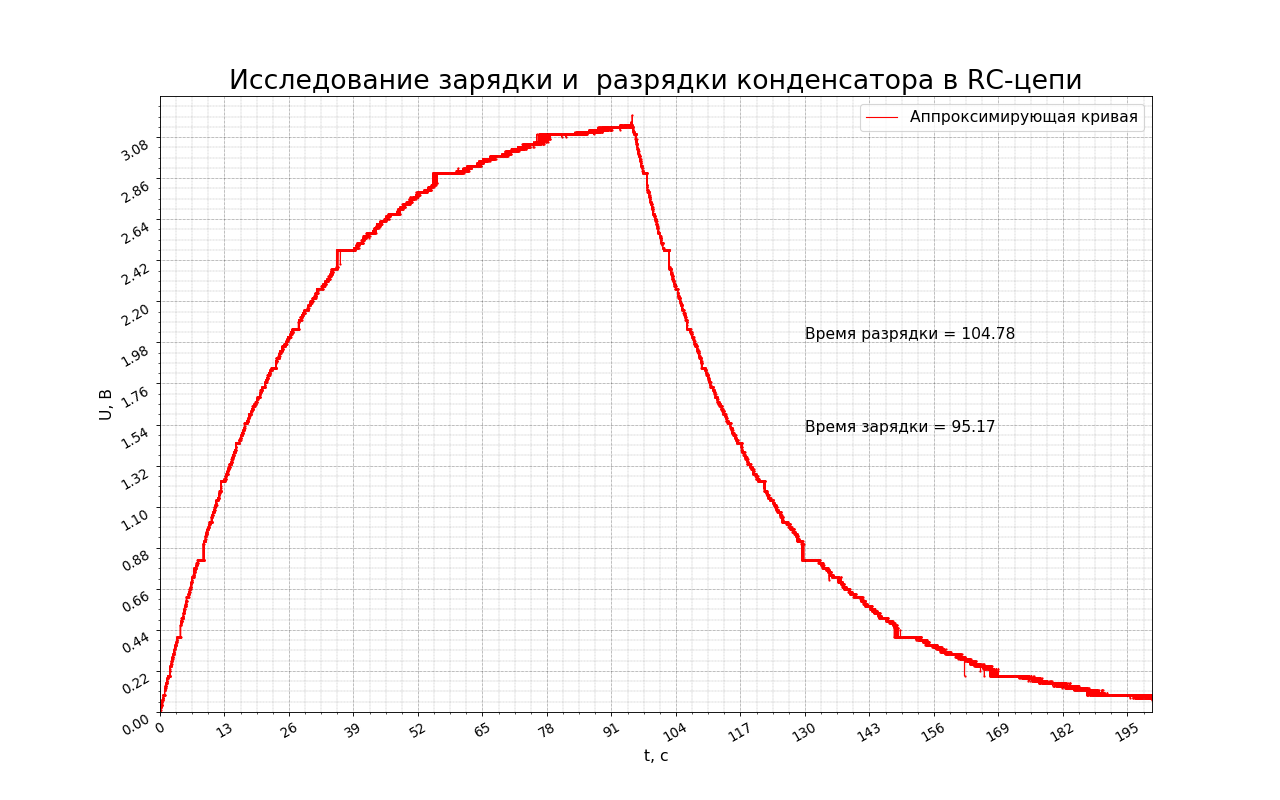 Исследование зарядки и  разрядки конденсатора в RC-цепи
Аппроксимирующая кривая
3.08
2.86
2.64
2.42
2.20
1.98
1.76
1.54
1.32
1.10
0.88
0.66
0.44
0.22
0.00
U, В
Время разрядки = 104.78
Время зарядки = 95.17
0 13 26 39 52 65 78 91 104 117 130 143 156 169 182 195
t, с